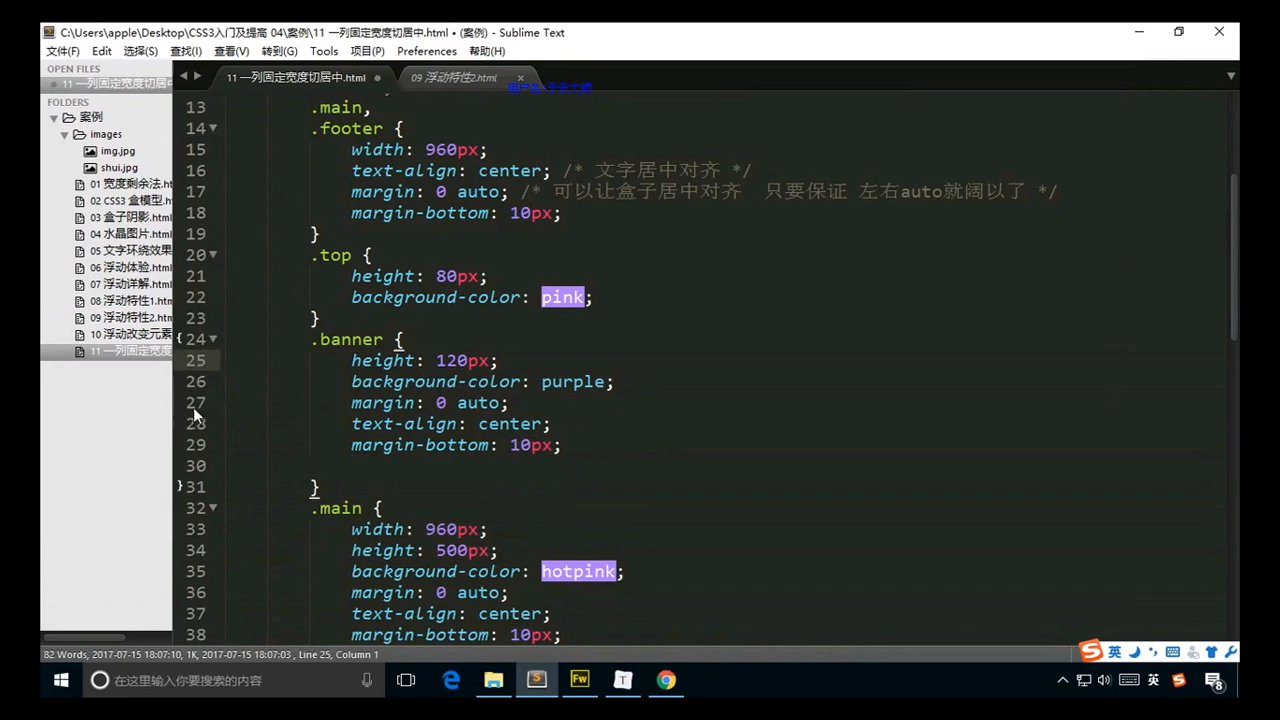 C:\Users\apple\Desktop\CSS3入门及提高 04\案例\11 一列固定宽度切居中.html • (案例) - Sublime Text
文件(F) Edit 选择(S) 查找(I) 查看(V) 转到(G) Tools 项目(P) Preferences 帮助(H)
OPEN FILES
11 一列固定宽度切居中
FOLDERS
案例
images
img.jpg
shui.jpg
01 宽度剩余法.ht
02 CSS3 盒模型.
03 盒子阴影.html
04 水晶图片.html
05 文字环绕效果
06 浮动体验.html
07 浮动详解.html
08 浮动特性1.htm
09 浮动特性2.htm
10 浮动改变元素
11 一列固定宽度
11 一列固定宽度切居中.html
09 浮动特性2.html
13 .main,
14 .footer {
15 width: 960px;
16 text-align: center; /* 文字居中对齐 */
17 margin: 0 auto; /* 可以让盒子居中对齐 只要保证 左右auto就阔以了 */
18 margin-bottom: 10px;
19 }
20 .top {
21 height: 80px;
22 background-color: pink;
23 }
24 .banner {
25 height: 120px;
26 background-color: purple;
27 margin: 0 auto;
28 text-align: center;
29 margin-bottom: 10px;
30
31 }
32 .main {
33 width: 960px;
34 height: 500px;
35 background-color: hotpink;
36 margin: 0 auto;
37 text-align: center;
38 margin-bottom: 10px;
82 Words, 2017-07-15 18:07:10, 1K, 2017-07-15 18:07:03 , Line 25, Column 1
英
在这里输入你要搜索的内容
Fw
T
英
8